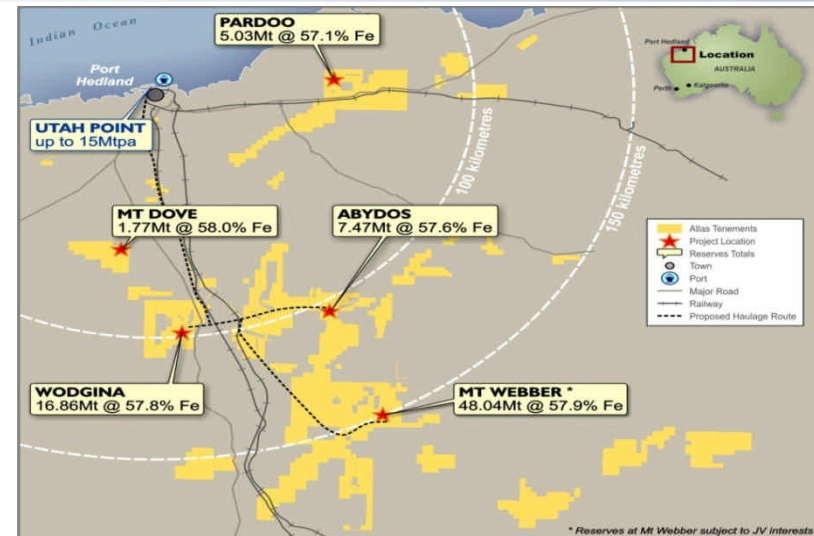 Indian Ocean
Port
Hedland
PARDOO
5.03Mt @ 57.1% Fe
UTAH POINT
up to 15Mtpa
MT DOVE
1.77Mt @ 58.0% Fe
ABYDOS
7.47Mt @ 57.6% Fe
WODGINA
16.86Mt @ 57.8% Fe
MT WEBBER *
48.04Mt @ 57.9% Fe
100 kilometres
150 kilometres
Port Hedland
Location
AUSTRALIA
Perth
Kalgoorlie
Atlas Tenements
Project Location
Reserves Totals
Town
Port
Major Road
Railway
Proposed Haulage Route
* Reserves at Mt Webber subject to JV interests